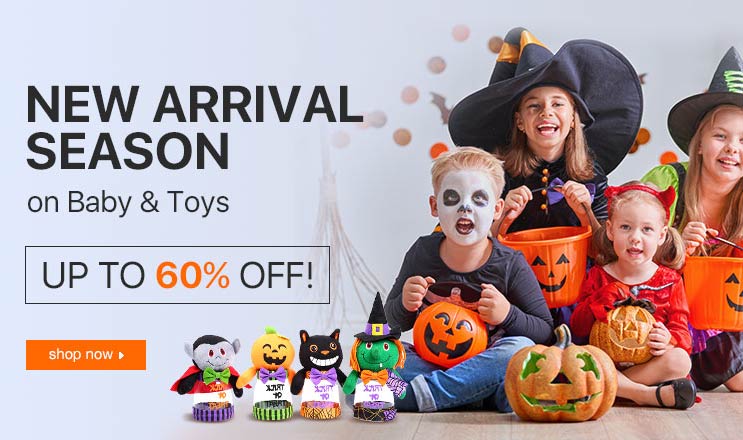 NEW ARRIVAL
SEASON
on Baby & Toys
UP TO 60% OFF!
shop now